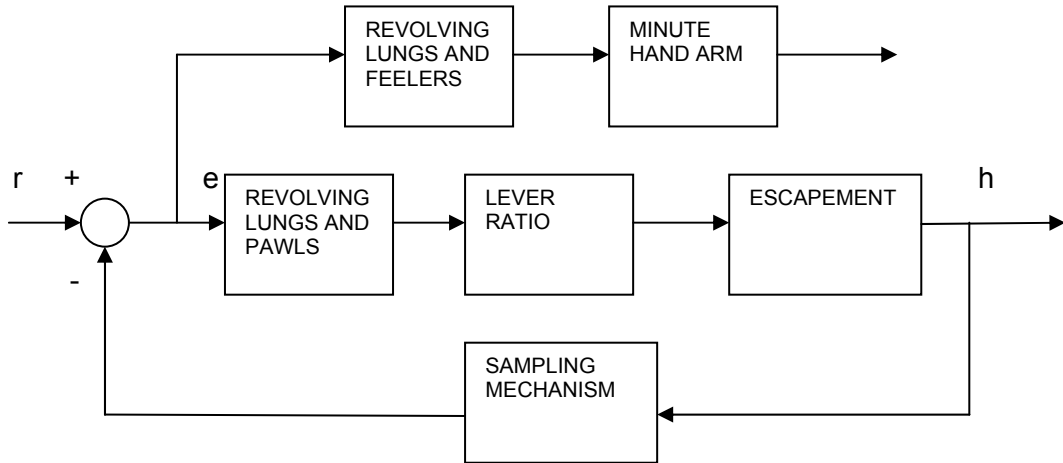 REVOLVING
LUNGS AND
FEELERS
MINUTE
HAND ARM
r
+
e
REVOLVING
LUNGS AND
PAWLS
LEVER
RATIO
ESCAPEMENT
h
-
SAMPLING
MECHANISM